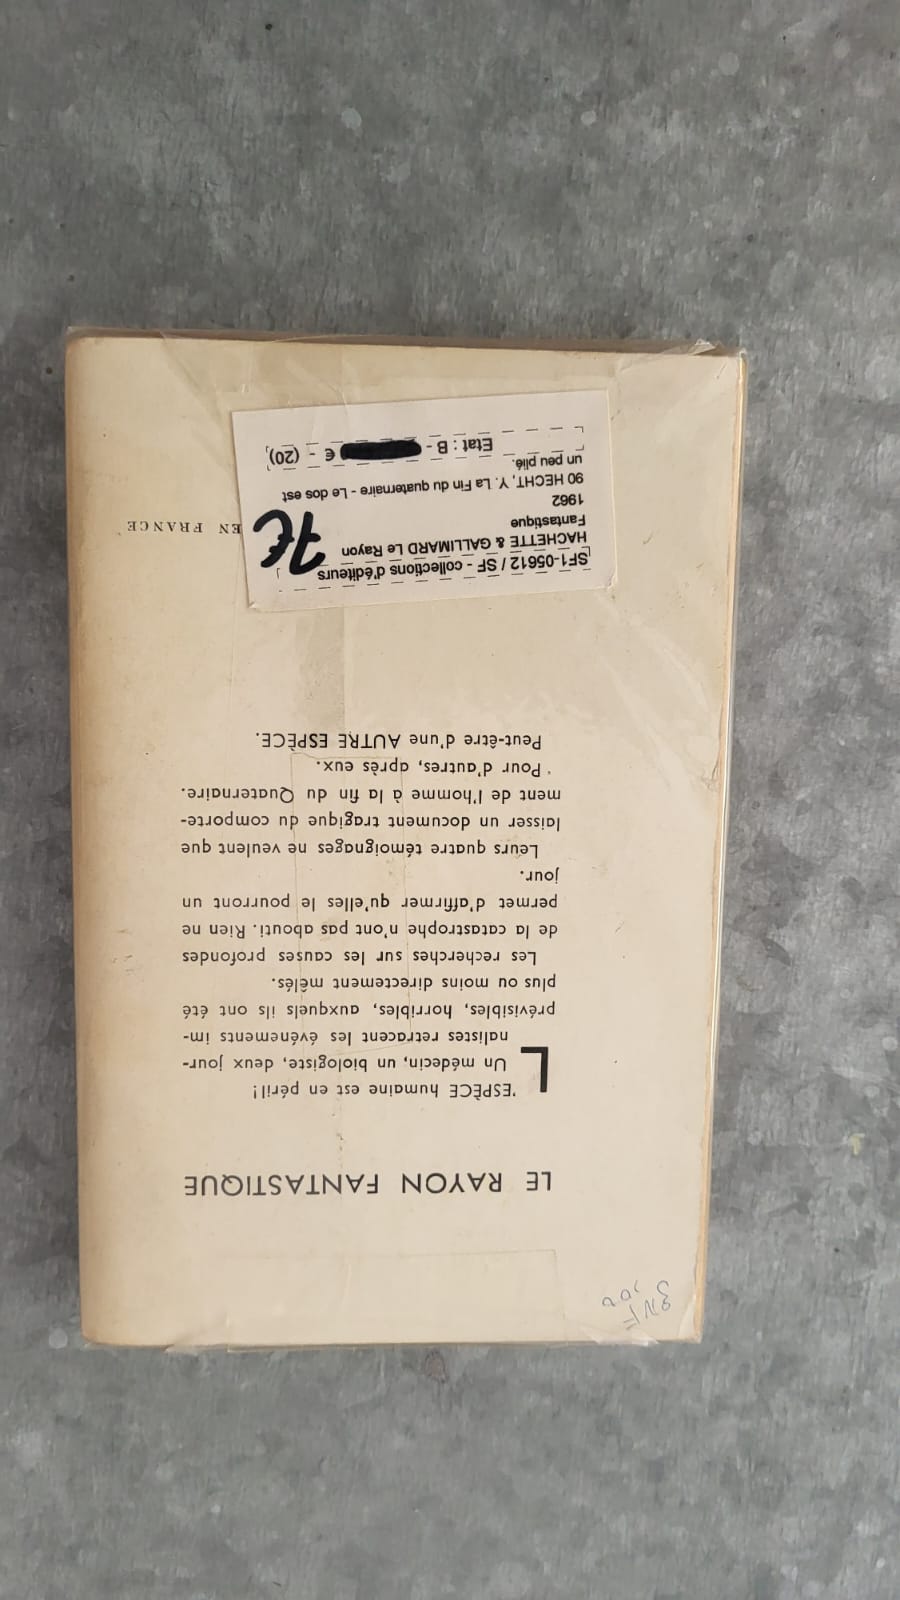 LE RAYON FANTASTIQUE
L'ESPÈCE humaine est en péril!
Un médecin, un biologiste, deux jour-
nalistes retracent les événements im-
prévisibles, horribles, auxquels ils ont été
plus ou moins directement mêlés.
Les recherches sur les causes profondes
de la catastrophe n'ont pas abouti. Rien ne
permet d'affirmer qu'elles le pourront un
jour.
Leurs quatre témoignages ne veulent que
laisser un document tragique du comporte-
ment de l'homme à la fin du Quaternaire.
Pour d'autres, après eux.
Peut-être d'une AUTRE ESPÈCE.
SF1-05612 / SF - collections d'éditeurs
HACHETTE & GALLIMARD Le Rayon
Fantastique
1962
90 HECHT, Y. La Fin du quaternaire - Le dos est
un peu plié.
Etat : B - € - (20)
7€
EN FRANCE